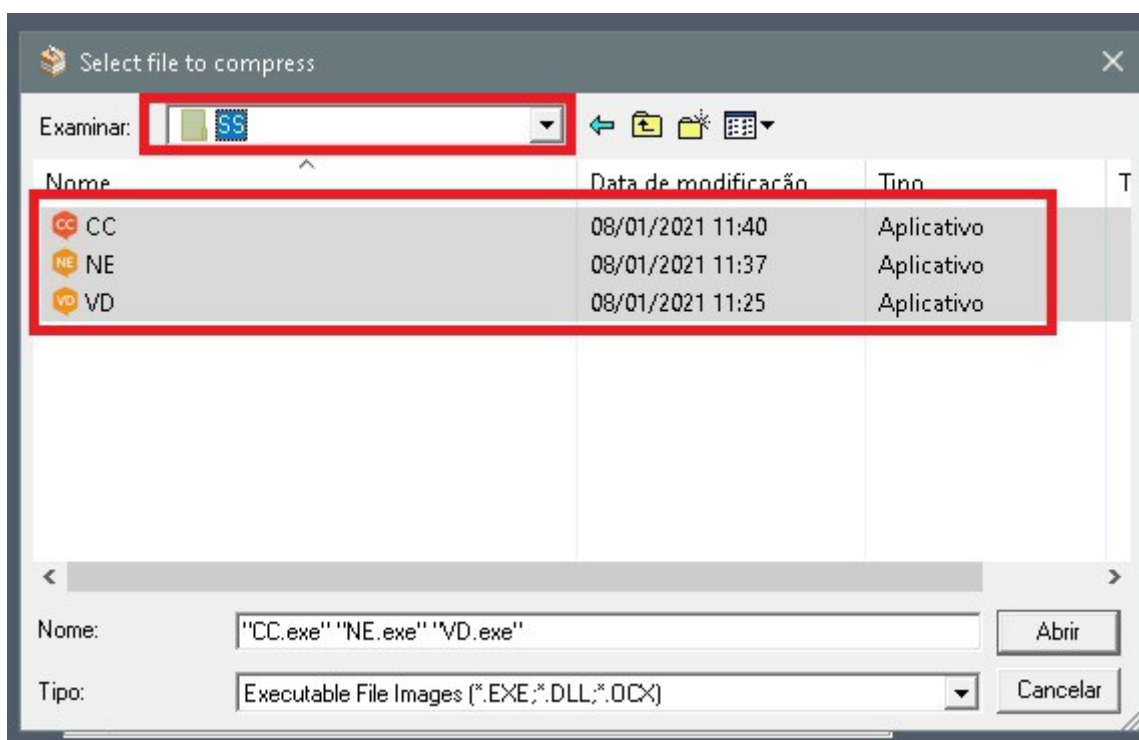 Select file to compress
Examinar: SS
Nome Data de modificação Tipo T
CC CC 08/01/2021 11:40 Aplicativo
NE NE 08/01/2021 11:37 Aplicativo
VD VD 08/01/2021 11:25 Aplicativo
Nome: "CC.exe" "NE.exe" "VD.exe" Abrir
Tipo: Executable File Images (*.EXE;*.DLL;*.OCX) Cancelar